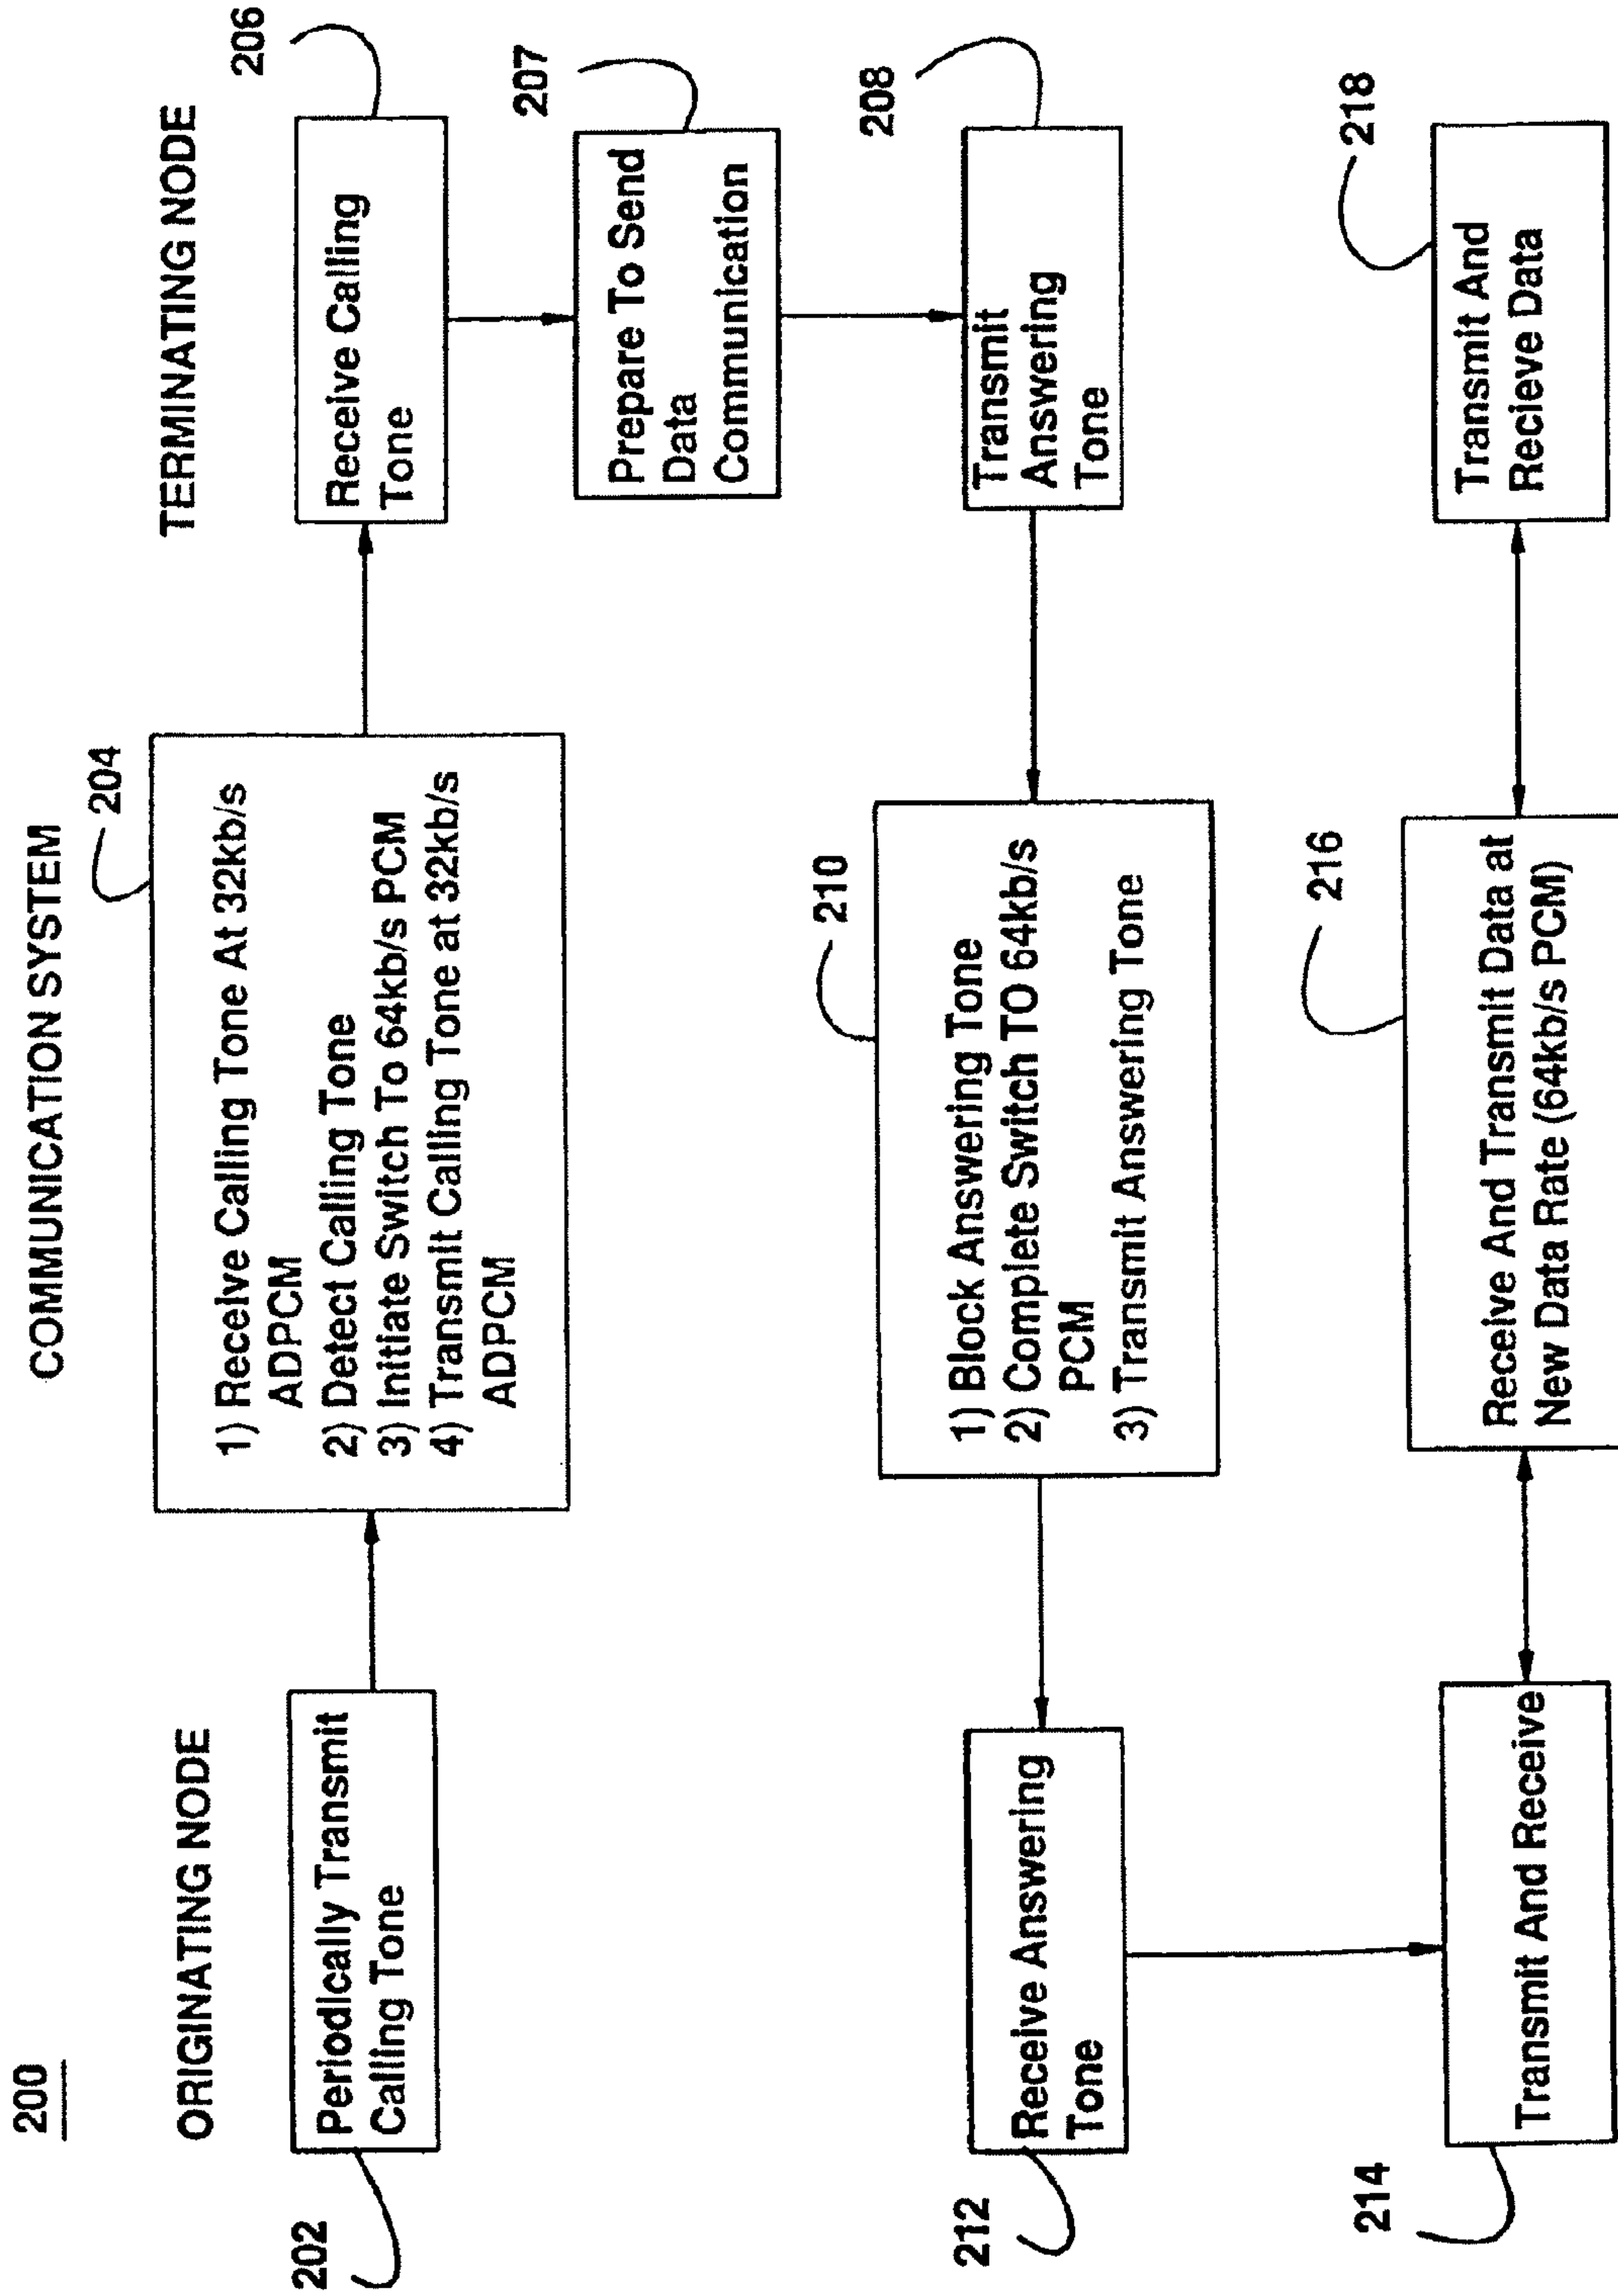 200
COMMUNICATION SYSTEM
ORIGINATING NODE
TERMINATING NODE
202
Periodically Transmit
Calling Tone
204
1) Receive Calling Tone At 32kb/s
ADPCM
2) Detect Calling Tone
3) Initiate Switch To 64kb/s PCM
4) Transmit Calling Tone at 32kb/s
ADPCM
206
Receive Calling
Tone
207
Prepare To Send
Data
Communication
208
Transmit
Answering
Tone
210
1) Block Answering Tone
2) Complete Switch TO 64kb/s
PCM
3) Transmit Answering Tone
212
Receive Answering
Tone
214
Transmit And Receive
216
Receive And Transmit Data at
New Data Rate (64kb/s PCM)
218
Transmit And
Recieve Data